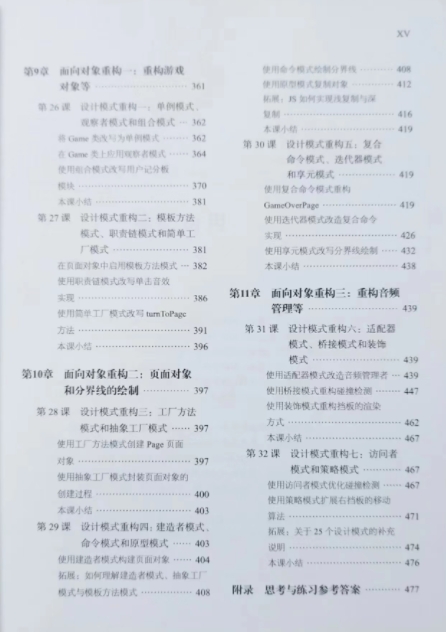 XV
第9章 面向对象重构一：重构游戏
对象等 ………………… 361
第 26 课 设计模式重构一：单例模式、
观察者模式和组合模式 … 362
将 Game 类改写为单例模式 ……… 362
在 Game 类上应用观察者模式 …… 364
使用组合模式改写用户记分板
模块 ………………… 370
本课小结 ………………… 381
第 27 课 设计模式重构二：模板方法
模式、职责链模式和简单工
厂模式 ………………… 381
在页面对象中启用模板方法模式 … 382
使用职责链模式改写单击音效
实现 ………………… 386
使用简单工厂模式改写 turnToPage
方法 ………………… 391
本课小结 ………………… 396
第10章 面向对象重构二：页面对象
和分界线的绘制 ………… 397
第 28 课 设计模式重构三：工厂方法
模式和抽象工厂模式 …… 397
使用工厂方法模式创建 Page 页面
对象 ………………… 397
使用抽象工厂模式封装页面对象的
创建过程 ………………… 400
本课小结 ………………… 403
第 29 课 设计模式重构四：建造者模式、
命令模式和原型模式 …… 403
使用建造者模式构建页面对象 …… 404
拓展：如何理解建造者模式、抽象工厂
模式与模板方法模式 ………… 408
使用命令模式绘制分界线 ………… 408
使用原型模式复制对象 ………… 412
拓展：JS 如何实现浅复制与深
复制 ………………… 416
本课小结 ………………… 419
第 30 课 设计模式重构五：复合
命令模式、迭代器模式
和享元模式 ………… 419
使用复合命令模式重构
GameOverPage ………………… 419
使用迭代器模式改造复合命令
实现 ………………… 426
使用享元模式改写分界线绘制 …… 432
本课小结 ………………… 438
第11章 面向对象重构三：重构音频
管理等 ………………… 439
第 31 课 设计模式重构六：适配器
模式、桥接模式和装饰
模式 ………………… 439
使用适配器模式改造音频管理者 … 439
使用桥接模式重构碰撞检测 ……… 447
使用装饰模式重构挡板的渲染
方式 ………………… 462
本课小结 ………………… 467
第 32 课 设计模式重构七：访问者
模式和策略模式 ………… 467
使用访问者模式优化碰撞检测 …… 467
使用策略模式扩展右挡板的移动
算法 ………………… 471
拓展：关于 25 个设计模式的补充
说明 ………………… 474
本课小结 ………………… 476
附录 思考与练习参考答案 ………… 477